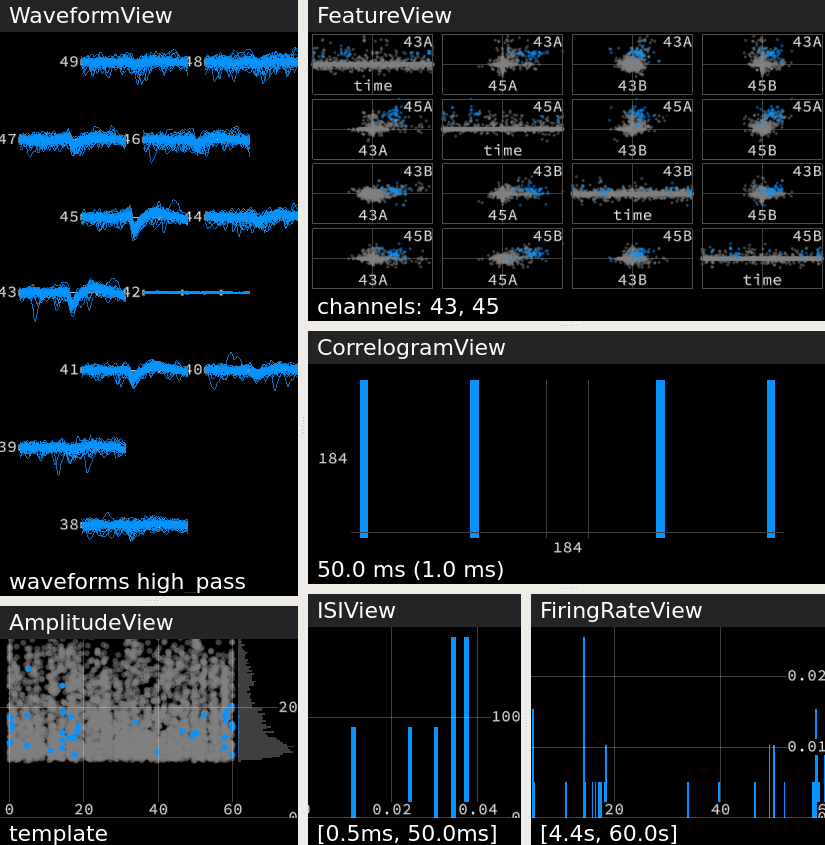 WaveformView
49 48
47 46
45 44
43 42
41 40
39
38
waveforms high_pass
FeatureView
43A 43A 43A 43A
time 45A 43B 45B
45A 45A 45A 45A
43A time 43B 45B
43B 43B 43B 43B
43A 45A time 45B
45B 45B 45B 45B
43A 45A 43B time
channels: 43, 45
CorrelogramView
184
184
50.0 ms (1.0 ms)
AmplitudeView
20
0 20 40 60
template
ISIView
100
0.02 0.04
[0.5ms, 50.0ms]
FiringRateView
0.02
0.01
20 40
[4.4s, 60.0s]